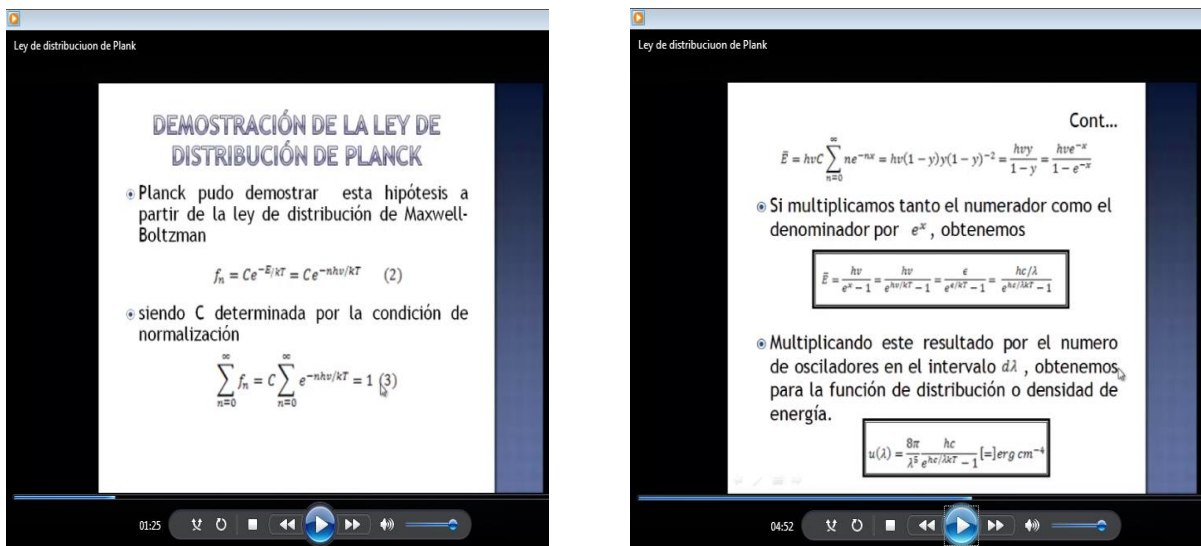 Ley de distribuciuon de Plank
DEMOSTRACIÓN DE LA LEY DE
DISTRIBUCIÓN DE PLANCK
Planck pudo demostrar esta hipótesis a
partir de la ley de distribución de Maxwell-
Boltzman
fₙ = Ce^(-Ē/kT) = Ce^(-nhν/kT) (2)
siendo C determinada por la condición de
normalización
∑_(n=0)^∞ fₙ = C ∑_(n=0)^∞ e^(-nhν/kT) = 1 (3)
01:25
Ley de distribuciuon de Plank
Cont...
Ē = hνC ∑_(n=0)^∞ ne^(-nx) = hν(1 − y)y(1 − y)^(-2) = hνy/(1 − y) = hνe^(-x)/(1 − e^(-x))
Si multiplicamos tanto el numerador como el
denominador por e^x , obtenemos
Ē = hν/(e^x − 1) = hν/(e^(hν/kT) − 1) = ϵ/(e^(ϵ/kT) − 1) = (hc/λ)/(e^(hc/λkT) − 1)
Multiplicando este resultado por el numero
de osciladores en el intervalo dλ , obtenemos
para la función de distribución o densidad de
energía.
u(λ) = 8π/λ^5 hc/(e^(hc/λkT) − 1) [=]erg cm^(-4)
04:52